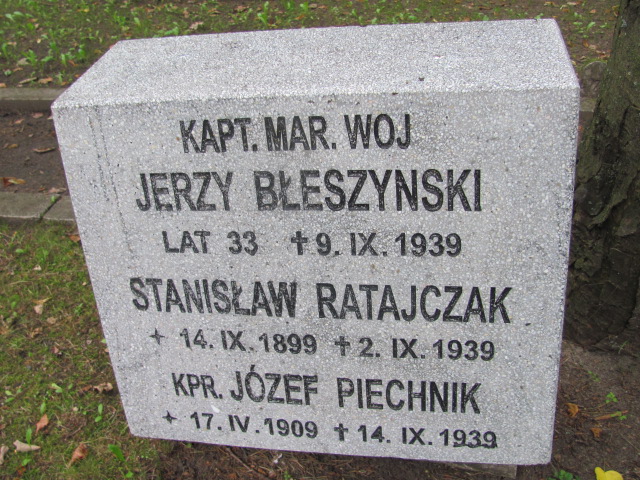 KAPT. MAR. WOJ
JERZY BŁESZYNSKI
LAT 33 ✝ 9. IX. 1939
STANISŁAW RATAJCZAK
✦ 14. IX. 1899 ✝ 2. IX. 1939
KPR. JÓZEF PIECHNIK
✦ 17. IV. 1909 ✝ 14. IX. 1939